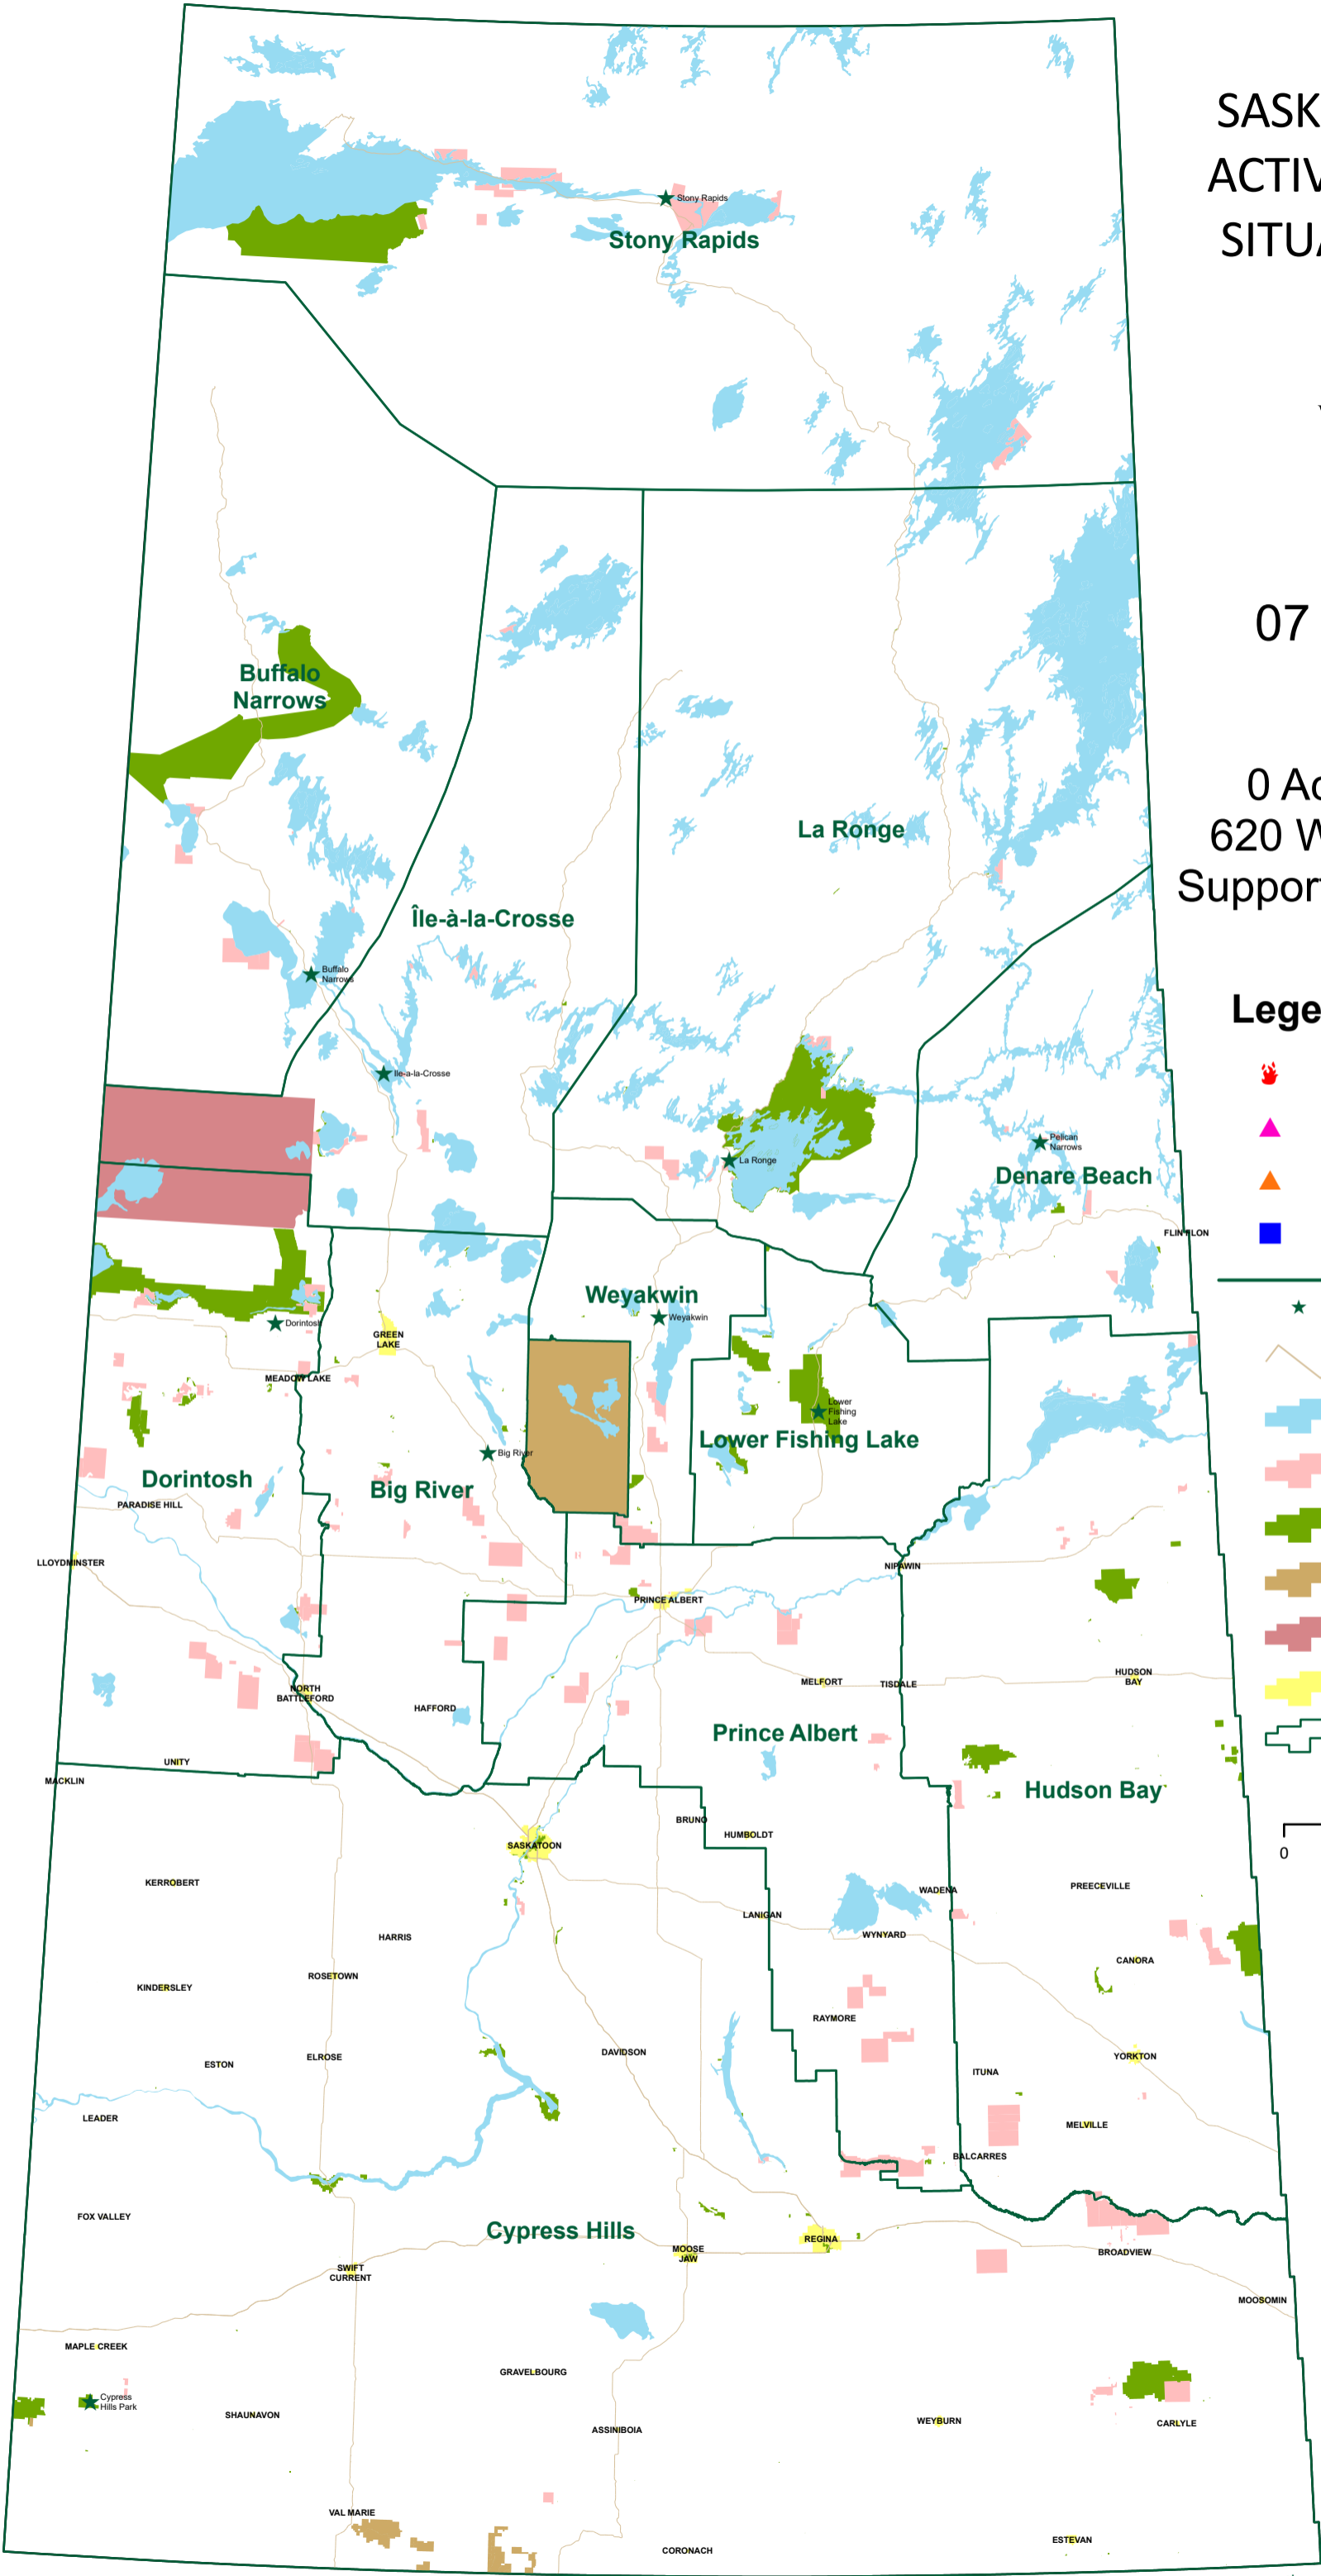 SASK
ACTIV
SITUA
07
0 Ac
620 W
Suppor
Lege
0
Stony Rapids
Stony Rapids
Buffalo
Narrows
La Ronge
Île-à-la-Crosse
Buffalo
Narrows
Ile-a-la-Crosse
Pelican
Narrows
La Ronge
Denare Beach
FLIN FLON
Weyakwin
Weyakwin
Dorintosh
GREEN
LAKE
MEADOW LAKE
Lower
Fishing
Lake
Lower Fishing Lake
Big River
Dorintosh
Big River
PARADISE HILL
LLOYDMINSTER
NIPAWIN
PRINCE ALBERT
HUDSON
BAY
MELFORT
TISDALE
NORTH
BATTLEFORD
HAFFORD
Prince Albert
UNITY
MACKLIN
Hudson Bay
BRUNO
HUMBOLDT
SASKATOON
KERROBERT
PREECEVILLE
WADENA
LANIGAN
WYNYARD
HARRIS
CANORA
ROSETOWN
KINDERSLEY
RAYMORE
DAVIDSON
YORKTON
ELROSE
ESTON
ITUNA
LEADER
MELVILLE
BALCARRES
FOX VALLEY
Cypress Hills
REGINA
MOOSE
JAW
BROADVIEW
SWIFT
CURRENT
MOOSOMIN
MAPLE CREEK
GRAVELBOURG
Cypress
Hills Park
SHAUNAVON
WEYBURN
CARLYLE
ASSINIBOIA
VAL MARIE
ESTEVAN
CORONACH